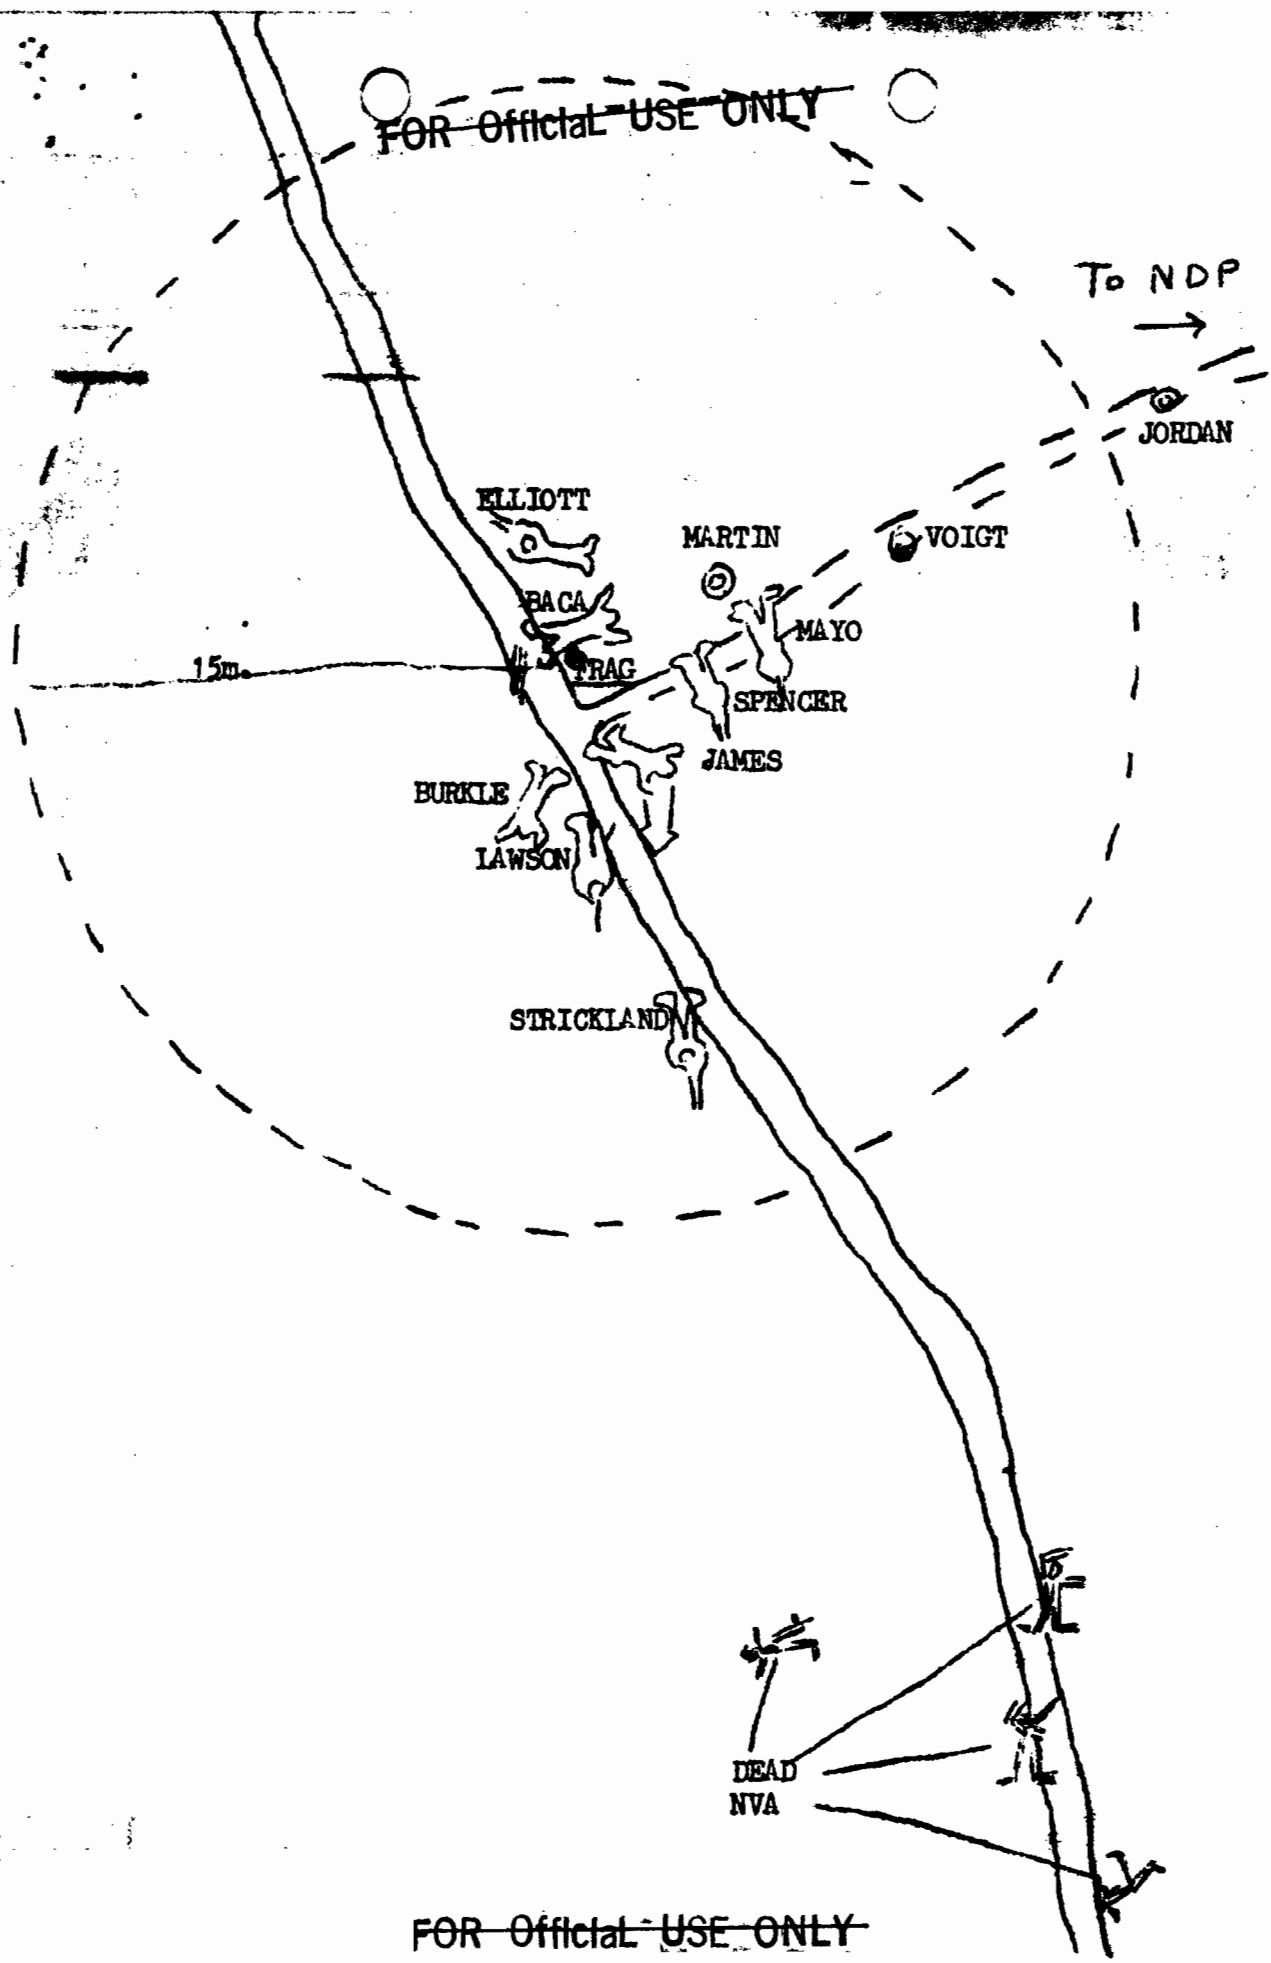 FOR Official USE ONLY
To NDP
JORDAN
ELLIOTT
MARTIN
VOIGT
BACA
MAYO
15m.
FRAG
SPENCER
JAMES
BURKLE
LAWSON
STRICKLAND
DEAD
NVA
FOR Official USE ONLY